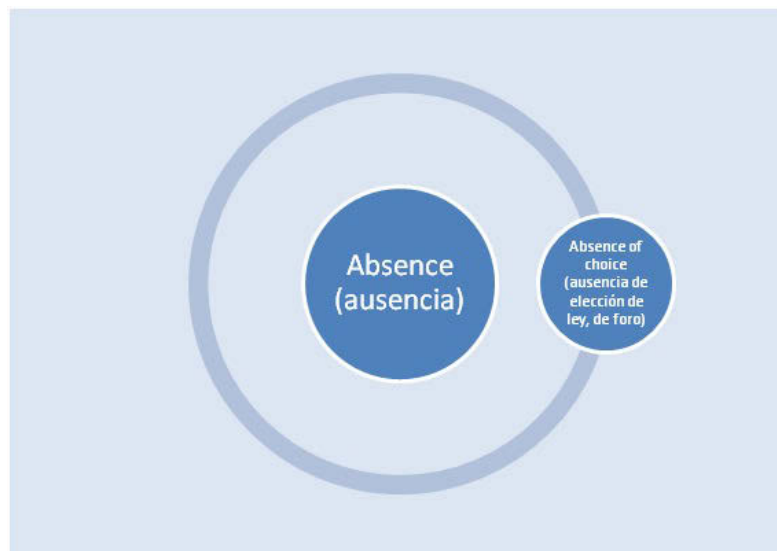 Absence
(ausencia)
Absence of
choice
(ausencia de
elección de
ley, de foro)